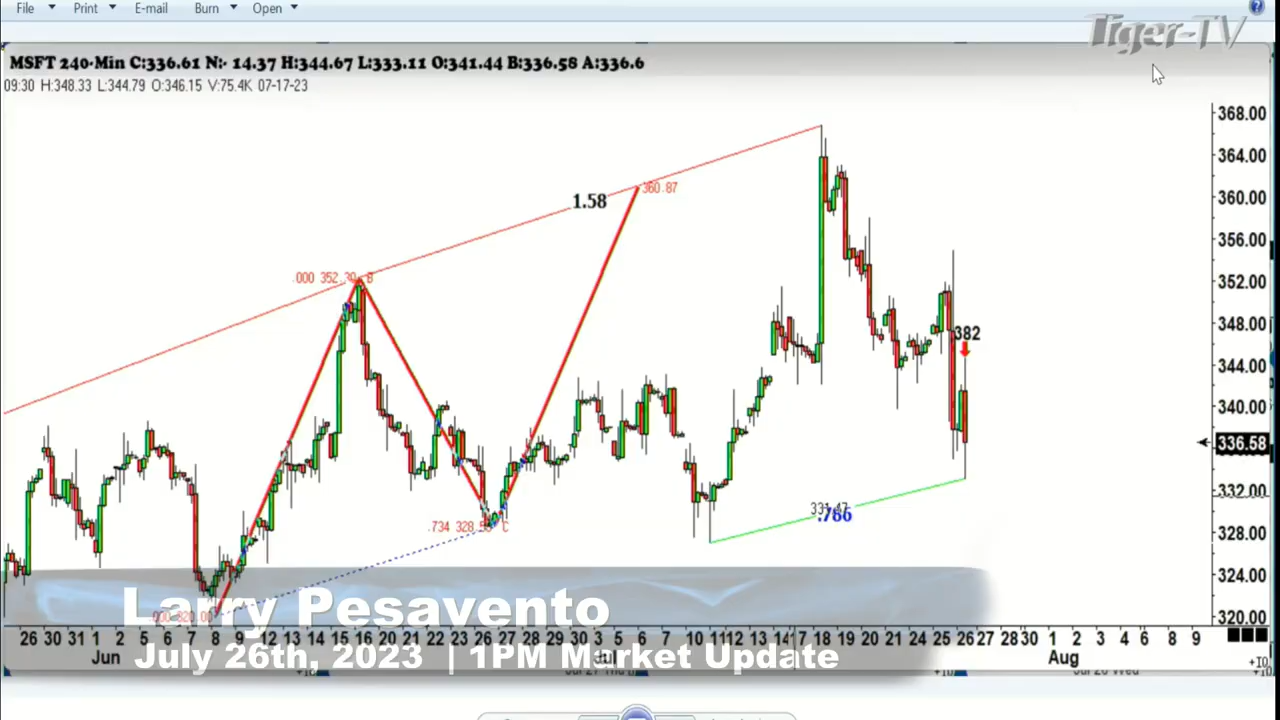 File Print E-mail Burn Open
Tiger-TV
MSFT 240-Min C:336.61 N:- 14.37 H:344.67 L:333.11 O:341.44 B:336.58 A:336.6
09:30 H:348.33 L:344.79 O:346.15 V:75.4K 07-17-23
368.00
364.00
360.00
356.00
352.00
348.00
344.00
340.00
336.58
332.00
328.00
324.00
320.00
1.58
360.87
.000 352.39 B
382
331.47
.786
.734 328.5 C
Larry Pesavento
26 30 31 1 2 5 6 7 8 9 12 13 14 15 16 20 21 22 23 26 27 28 29 30 3 5 6 7 10 11 12 13 14 17 18 19 20 21 24 25 26 27 28 30 1 2 3 4 6 7 8 9
Jun Jul Aug
July 26th, 2023 | 1PM Market Update
+10